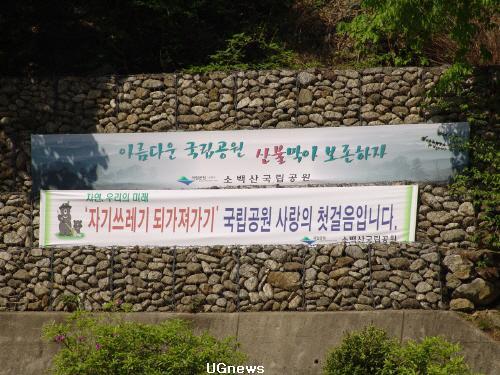 아름다운 국립공원 산불막아 보존하자
소백산국립공원
자연, 우리의 미래
'자기쓰레기 되가져가기' 국립공원 사랑의 첫걸음입니다.
소백산국립공원
UGnews